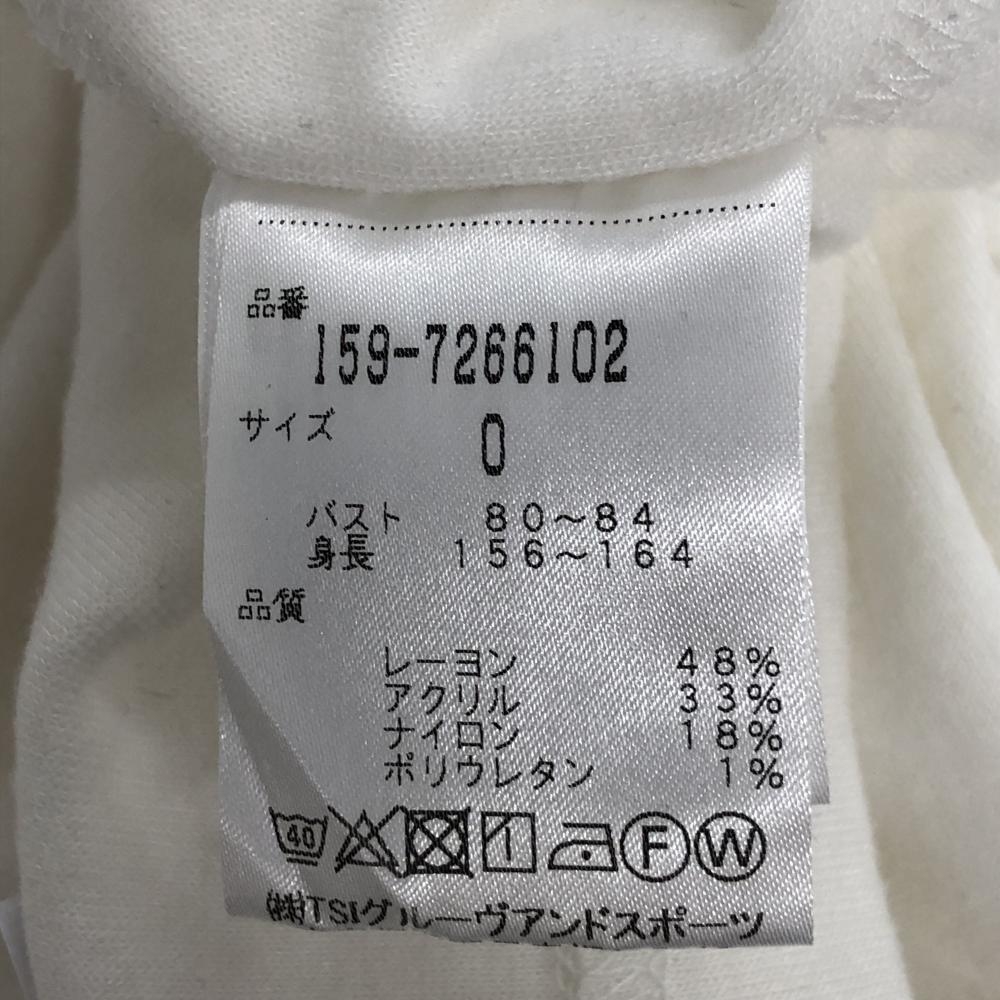 品番
159-7266102
サイズ 0
バスト 80~84
身長 156~164
品質
レーヨン 48%
アクリル 33%
ナイロン 18%
ポリウレタン 1%
40 F W
㈱TSIグルーヴアンドスポーツ